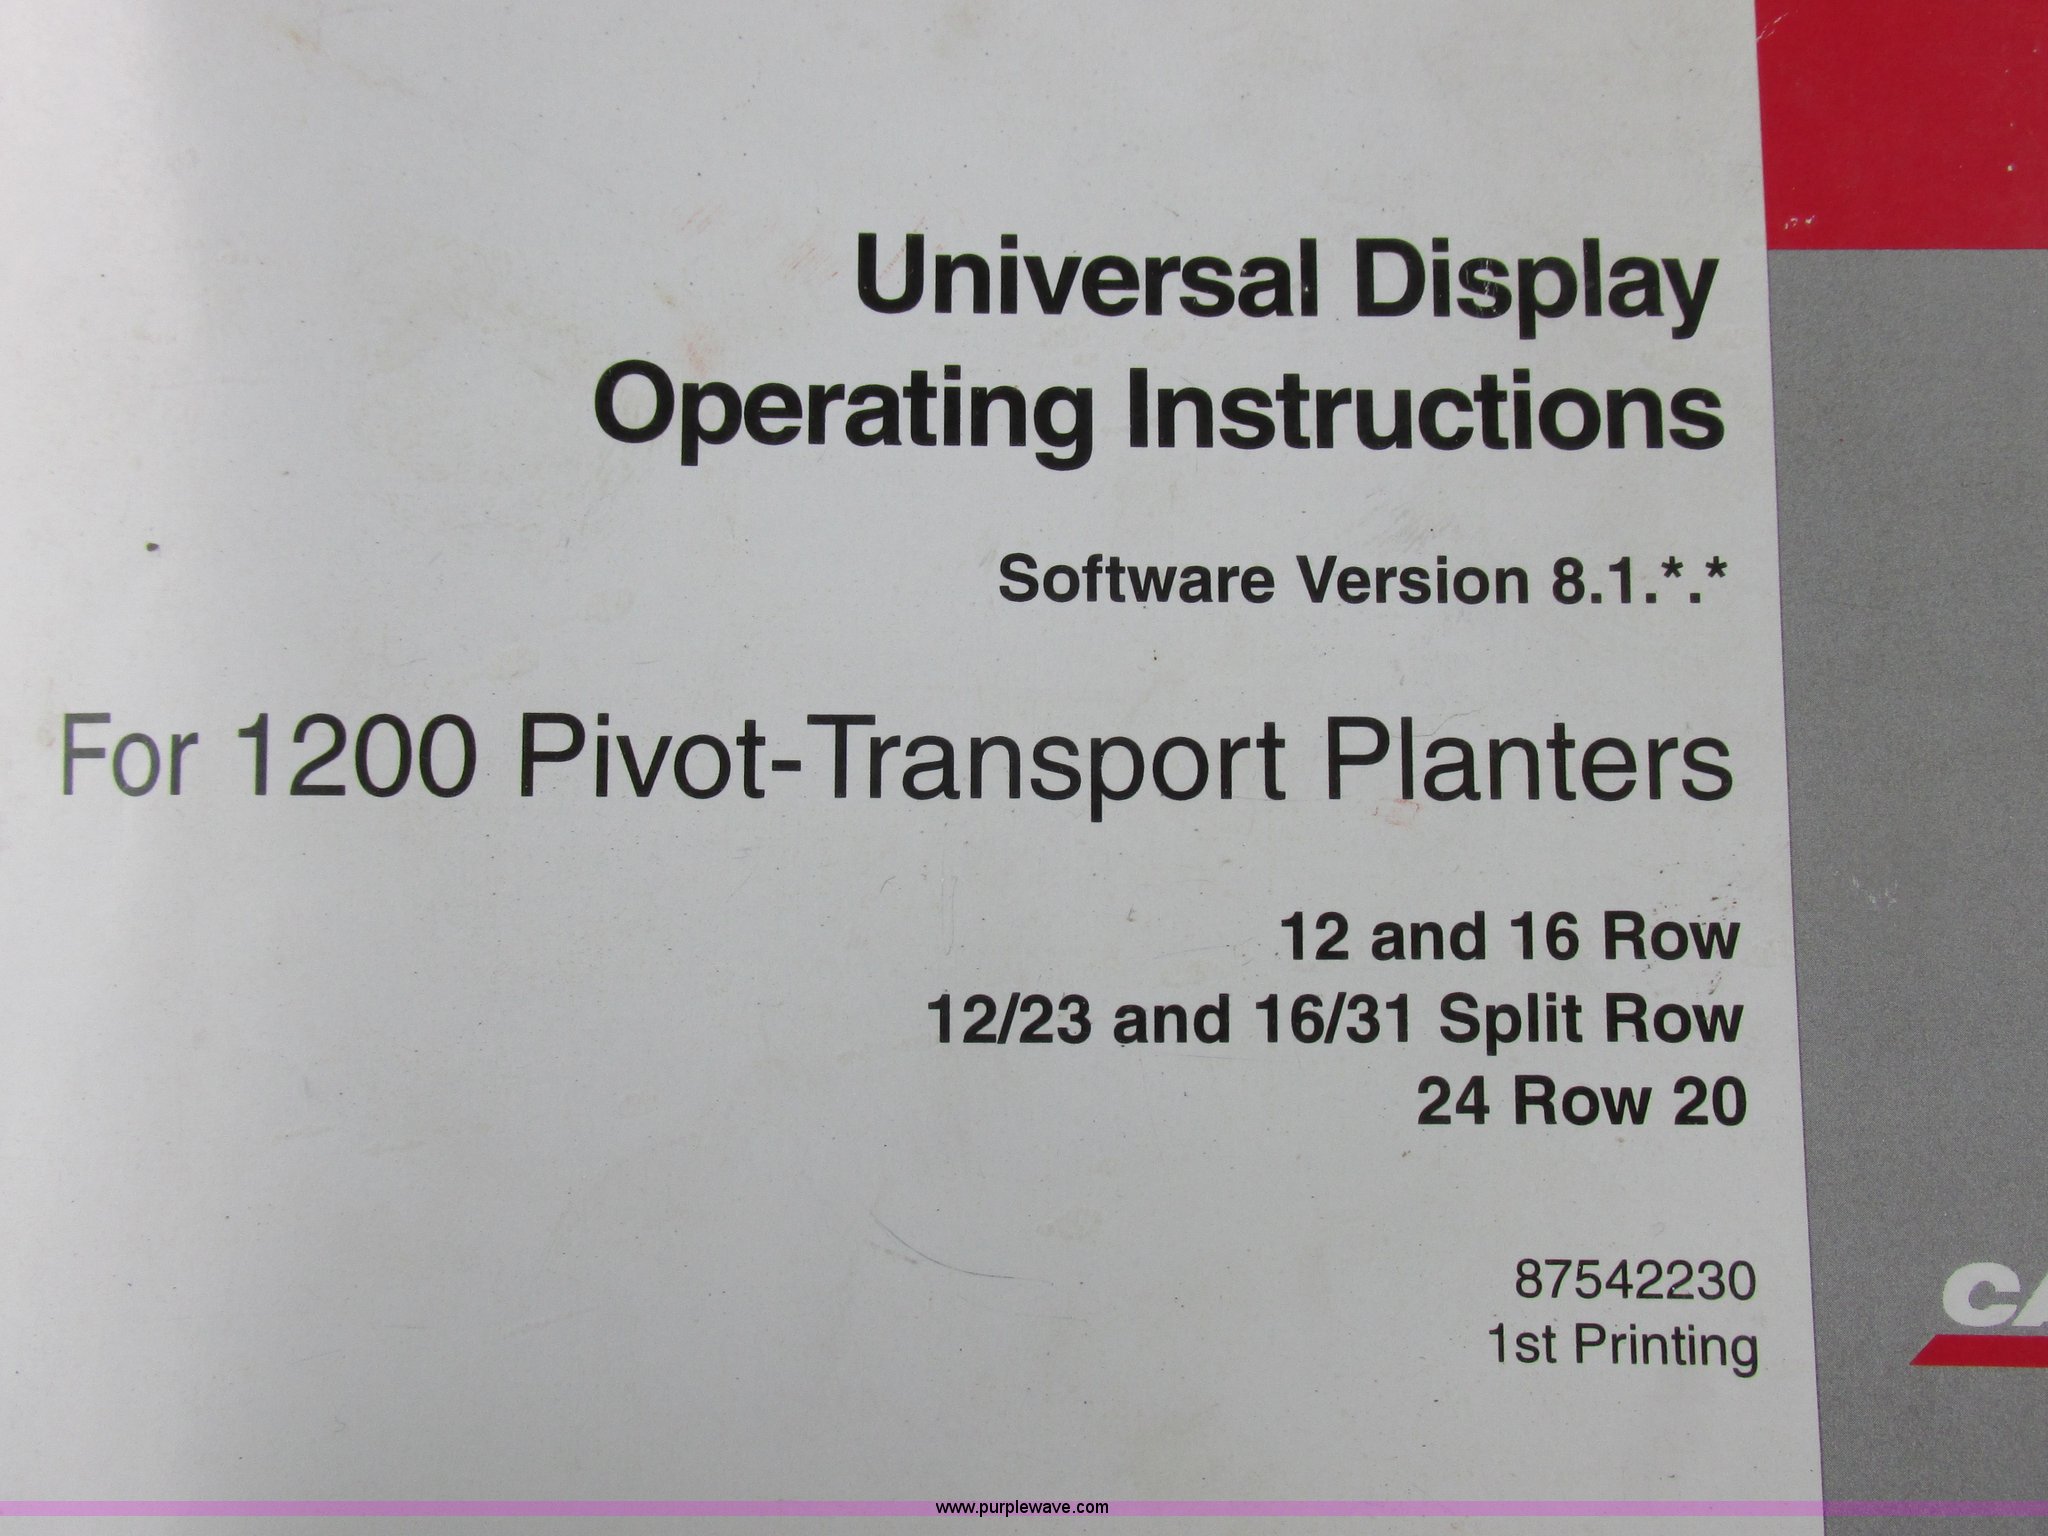 Universal Display
Operating Instructions
Software Version 8.1.*.*
For 1200 Pivot-Transport Planters
12 and 16 Row
12/23 and 16/31 Split Row
24 Row 20
87542230
1st Printing
www.purplewave.com